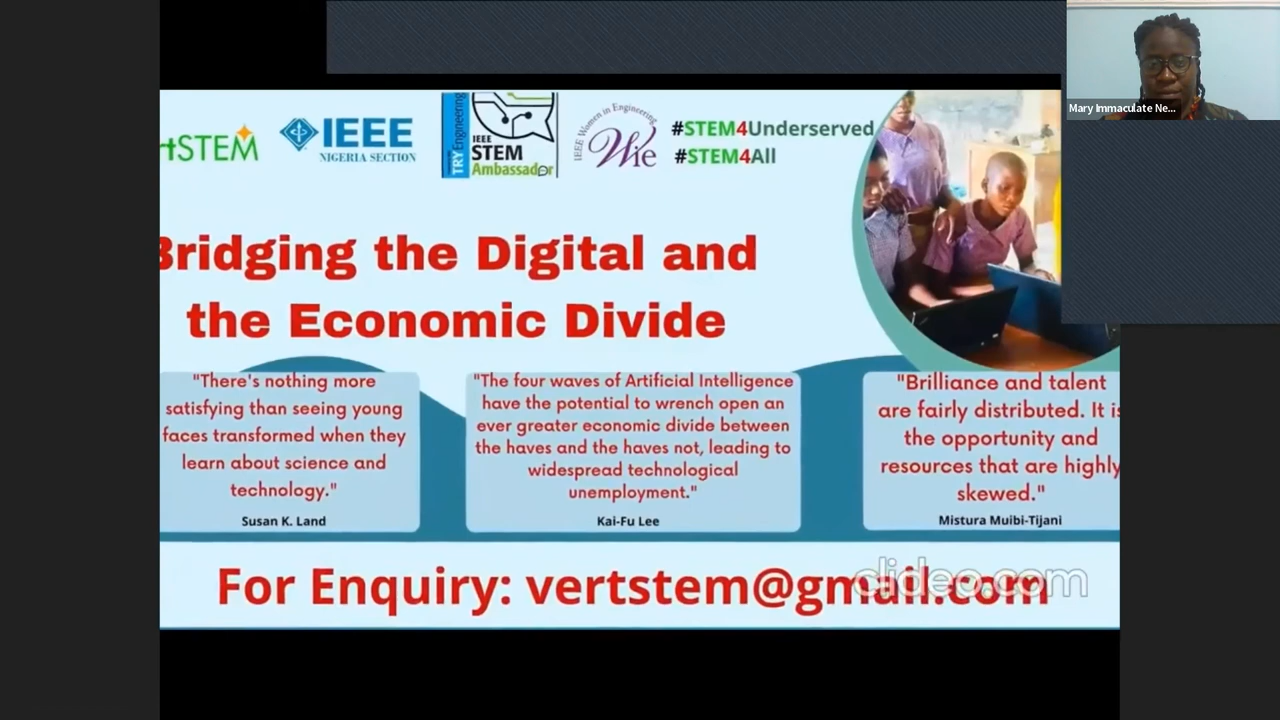 Mary Immaculate Ne...
rtSTEM
IEEE
NIGERIA SECTION
TRY Engineering
IEEE
STEM
Ambassador
IEEE Women in Engineering
Wie
#STEM4Underserved
#STEM4All
Bridging the Digital and
the Economic Divide
"There's nothing more
satisfying than seeing young
faces transformed when they
learn about science and
technology."
Susan K. Land
"The four waves of Artificial Intelligence
have the potential to wrench open an
ever greater economic divide between
the haves and the haves not, leading to
widespread technological
unemployment."
Kai-Fu Lee
"Brilliance and talent
are fairly distributed. It is
the opportunity and
resources that are highly
skewed."
Mistura Muibi-Tijani
For Enquiry: vertstem@gmail.com
clideo.com